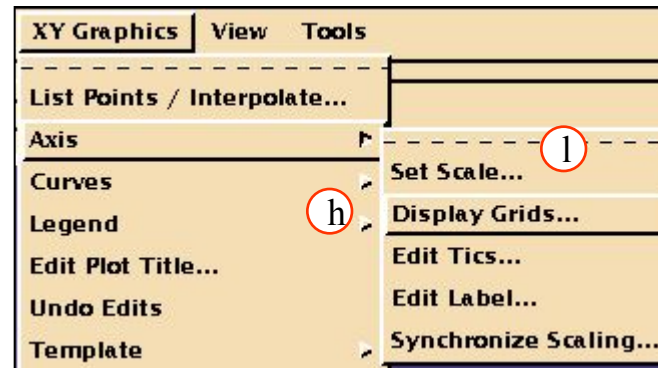 XY Graphics View Tools
List Points / Interpolate...
Axis
Curves
Legend
Edit Plot Title...
Undo Edits
Template
l
Set Scale...
h
Display Grids...
Edit Tics...
Edit Label...
Synchronize Scaling...